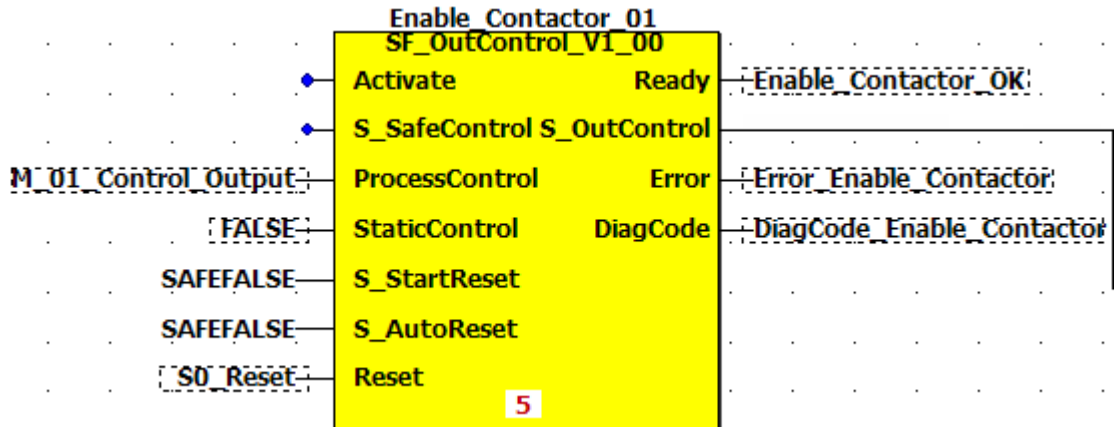 Enable_Contactor_01
SF_OutControl_V1_00
Activate Ready Enable_Contactor_OK
S_SafeControl S_OutControl
M_01_Control_Output ProcessControl Error Error_Enable_Contactor
FALSE StaticControl DiagCode DiagCode_Enable_Contactor
SAFEFALSE S_StartReset
SAFEFALSE S_AutoReset
S0_Reset Reset
5